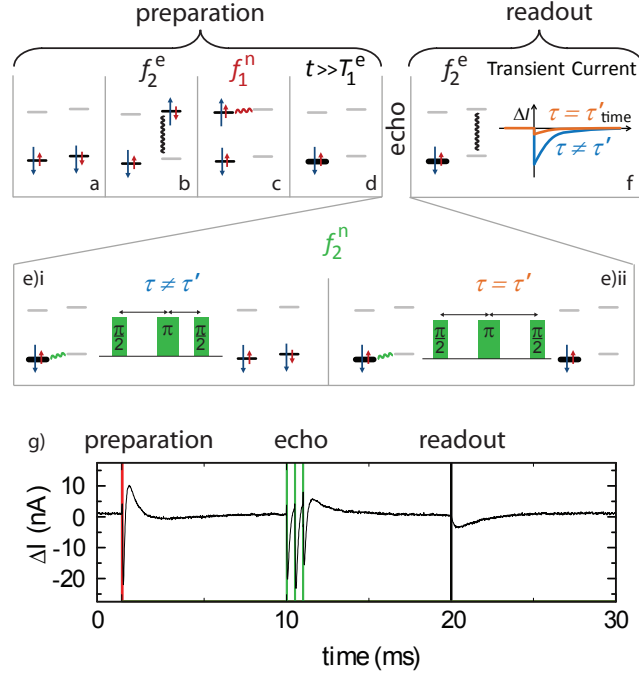 preparation readout
f₂ᵉ f₁ⁿ t>>T₁ᵉ f₂ᵉ Transient Current
ΔI τ = τ′ time
τ ≠ τ′
echo
a b c d f
f₂ⁿ
e)i τ ≠ τ′ τ = τ′ e)ii
π/2 π π/2 π/2 π π/2
g) preparation echo readout
ΔI (nA)
10
0
-10
-20
0 10 20 30
time (ms)